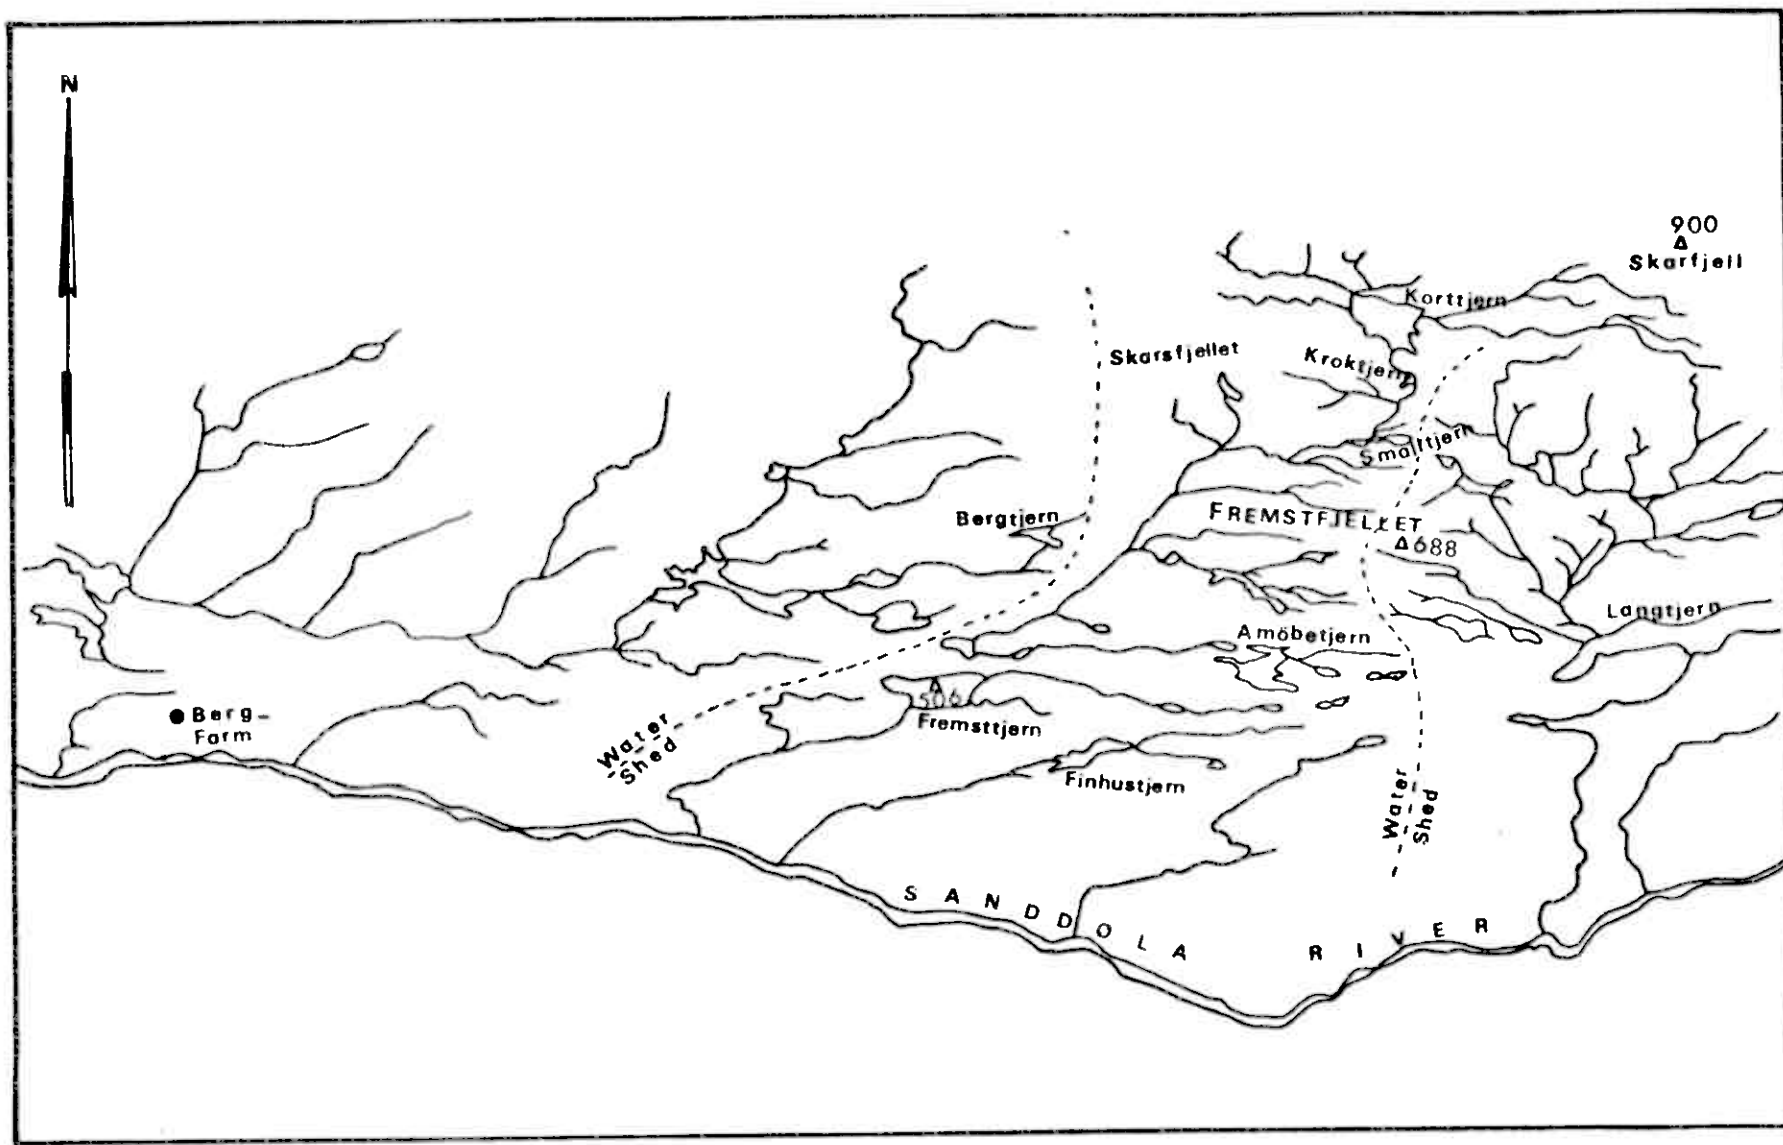 N
900
Skarfjell
Korttjern
Skarsfjellet
Kroktjern
Smaltjern
Bergtjern
FREMSTFJELLET
688
Langtjern
Amöbetjern
506
Berg-
Farm
Fremsttjern
Water
Shed
Finhustjern
Water
Shed
SANDDOLA RIVER